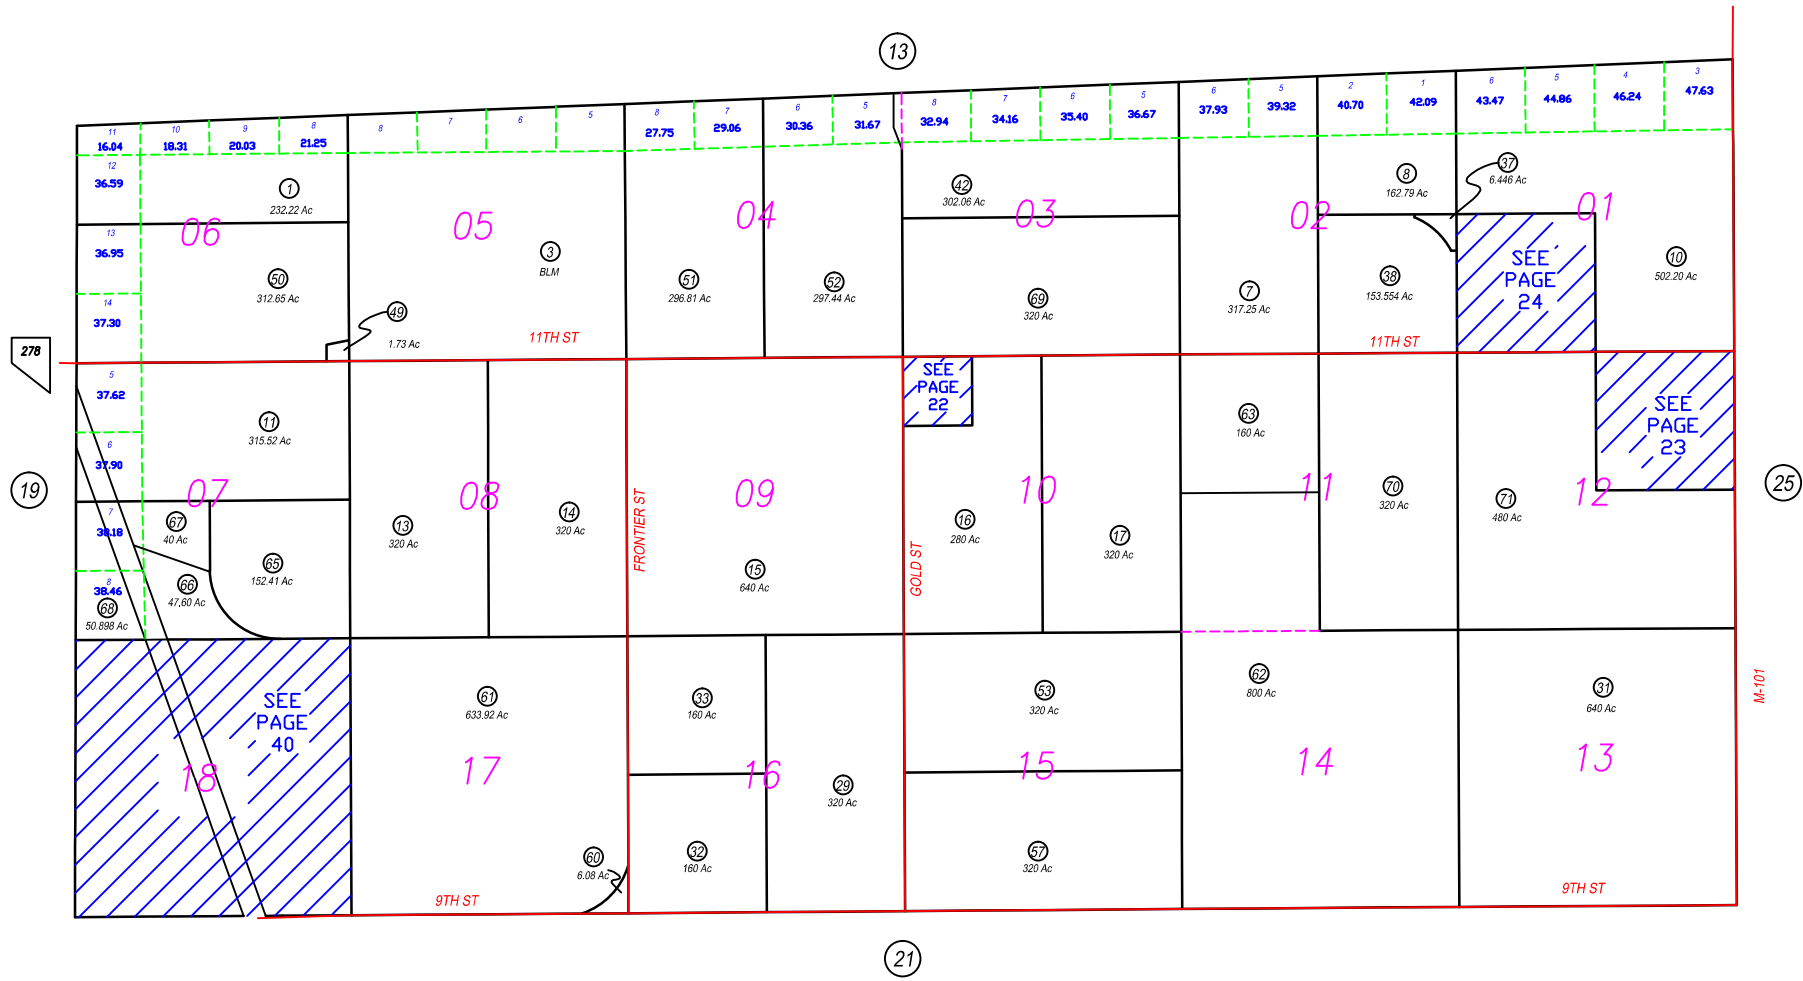 13
11
10
9
8
8
7
6
5
8
7
6
5
8
7
6
5
6
5
2
1
6
5
4
3
16.04
18.31
20.03
21.25
27.75
29.06
30.36
31.67
32.94
34.16
35.40
36.67
37.93
39.32
40.70
42.09
43.47
44.86
46.24
47.63
12
36.59
1
232.22 Ac
06
05
04
42
302.06 Ac
03
02
8
162.79 Ac
37
6.446 Ac
01
13
36.95
50
312.65 Ac
3
BLM
51
296.81 Ac
52
297.44 Ac
69
320 Ac
7
317.25 Ac
38
153.554 Ac
SEE
PAGE
24
10
502.20 Ac
14
37.30
49
1.73 Ac
11TH ST
11TH ST
278
5
37.62
11
315.52 Ac
SEE
PAGE
22
63
160 Ac
SEE
PAGE
23
6
37.90
19
07
08
09
10
11
12
25
7
38.18
67
40 Ac
13
320 Ac
14
320 Ac
FRONTIER ST
16
280 Ac
GOLD ST
17
320 Ac
70
320 Ac
71
480 Ac
65
152.41 Ac
15
640 Ac
8
38.46
66
47.60 Ac
68
50.898 Ac
SEE
PAGE
40
61
633.92 Ac
33
160 Ac
53
320 Ac
62
800 Ac
31
640 Ac
M-101
18
17
16
15
14
13
29
320 Ac
60
6.08 Ac
32
160 Ac
57
320 Ac
9TH ST
9TH ST
21